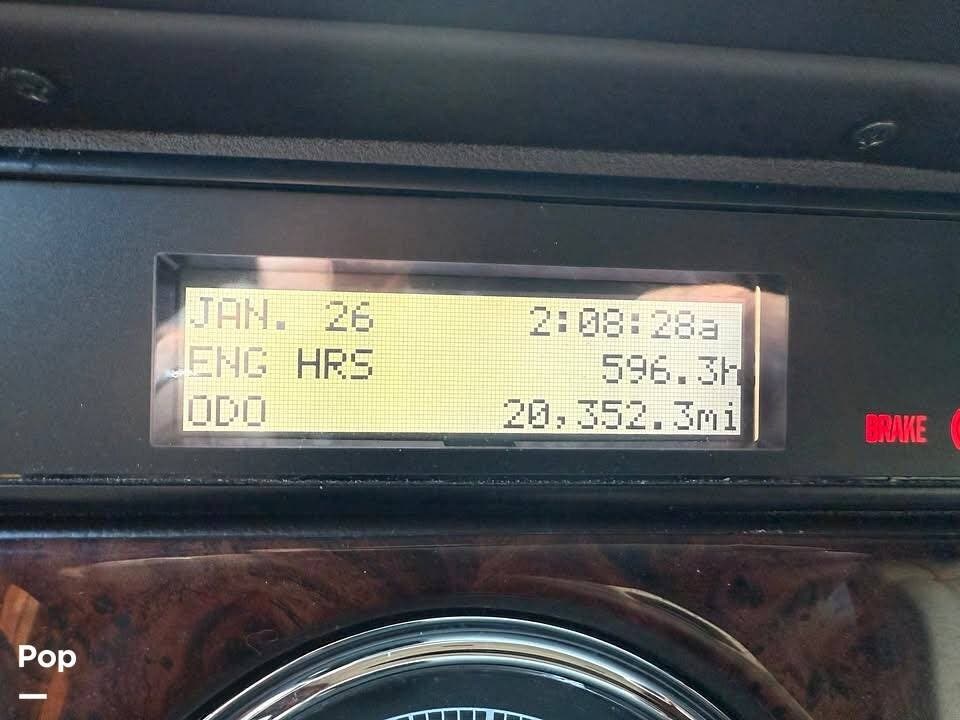 JAN. 26 2:08:28a
ENG HRS 596.3h
ODO 20,352.3mi
BRAKE
Pop